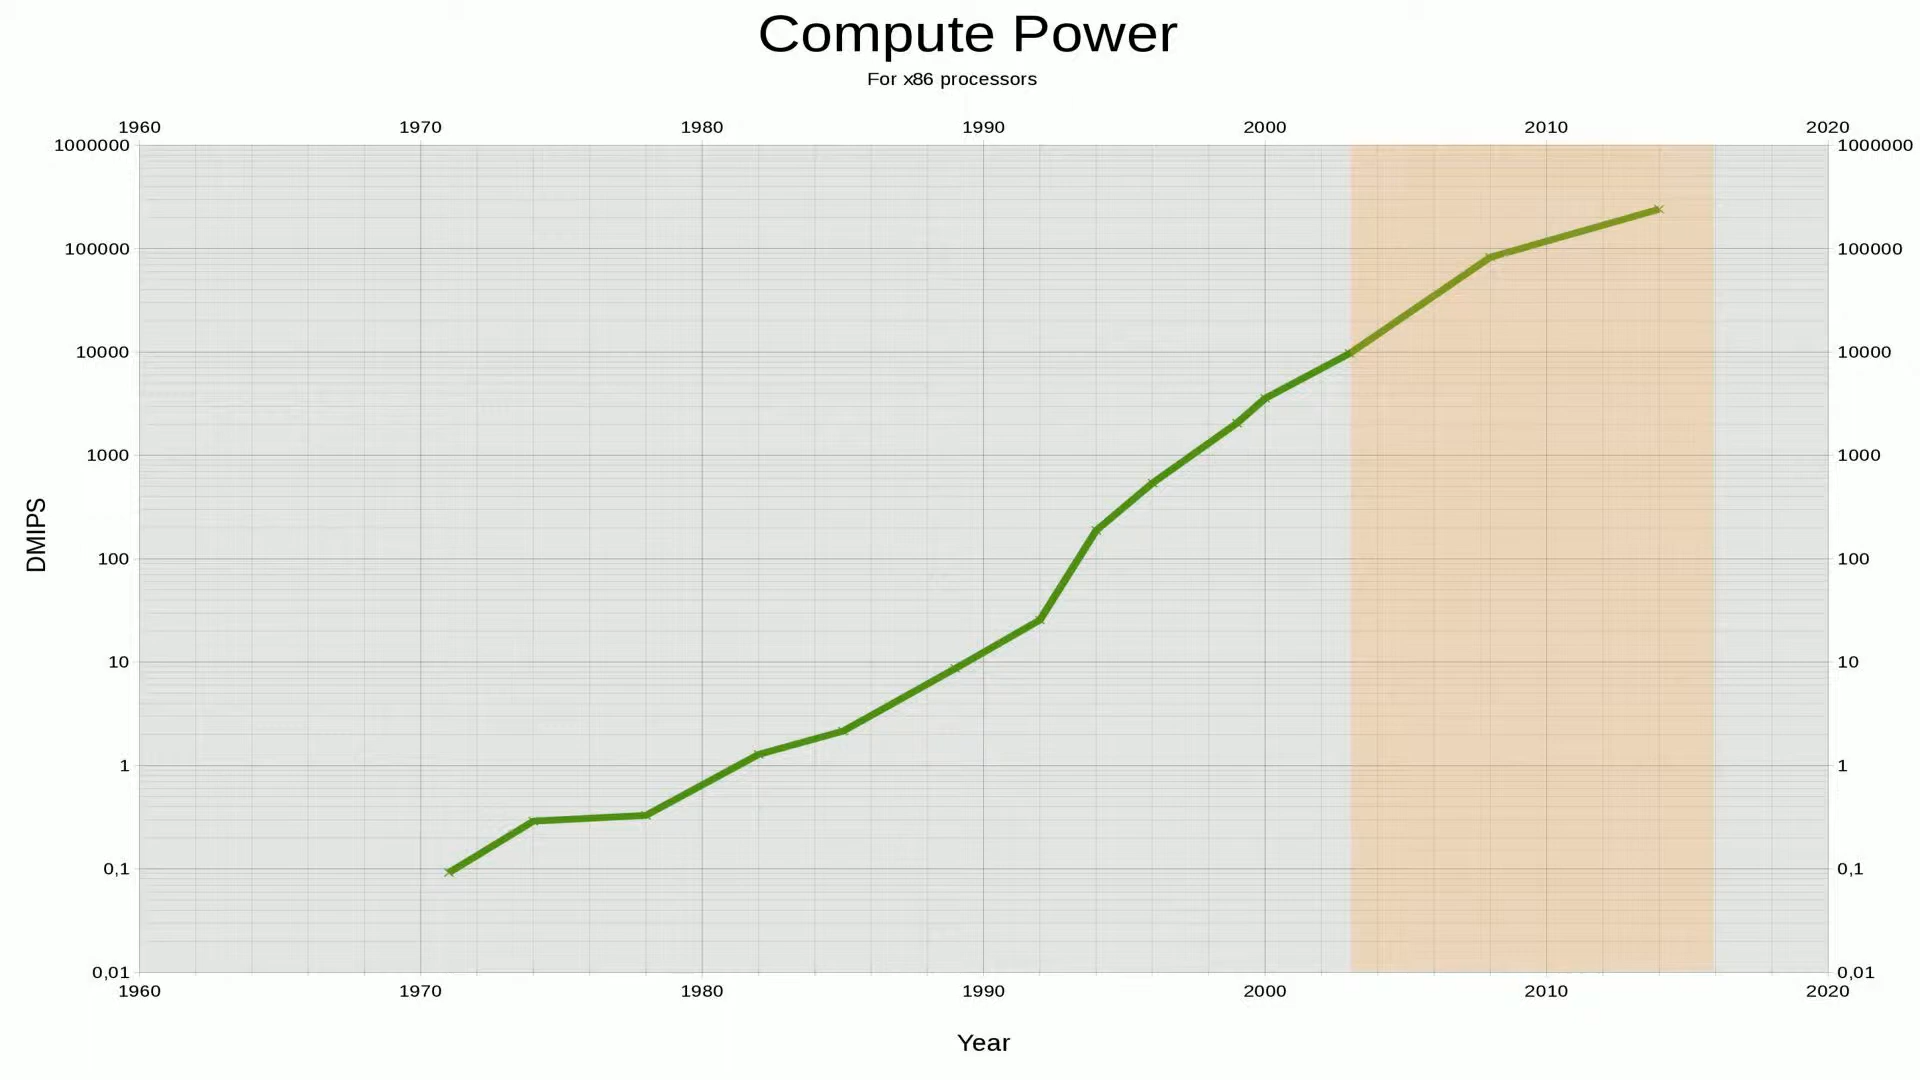 Compute Power
For x86 processors
1960 1970 1980 1990 2000 2010 2020
1000000 1000000
100000 100000
10000 10000
1000 1000
DMIPS
100 100
10 10
1 1
0,1 0,1
0,01 0,01
1960 1970 1980 1990 2000 2010 2020
Year